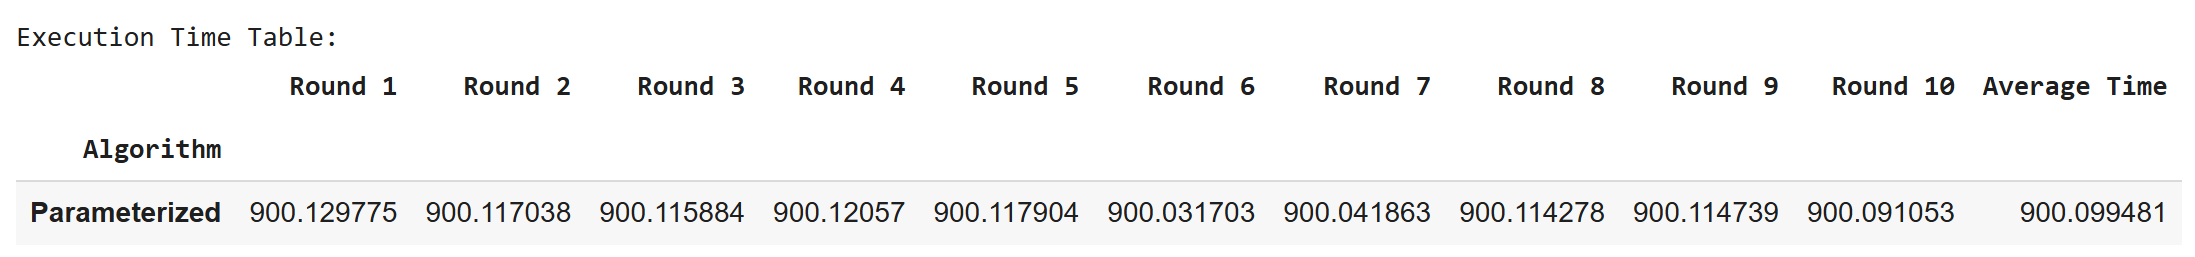 Execution Time Table:
Round 1 Round 2 Round 3 Round 4 Round 5 Round 6 Round 7 Round 8 Round 9 Round 10 Average Time
Algorithm
Parameterized 900.129775 900.117038 900.115884 900.12057 900.117904 900.031703 900.041863 900.114278 900.114739 900.091053 900.099481